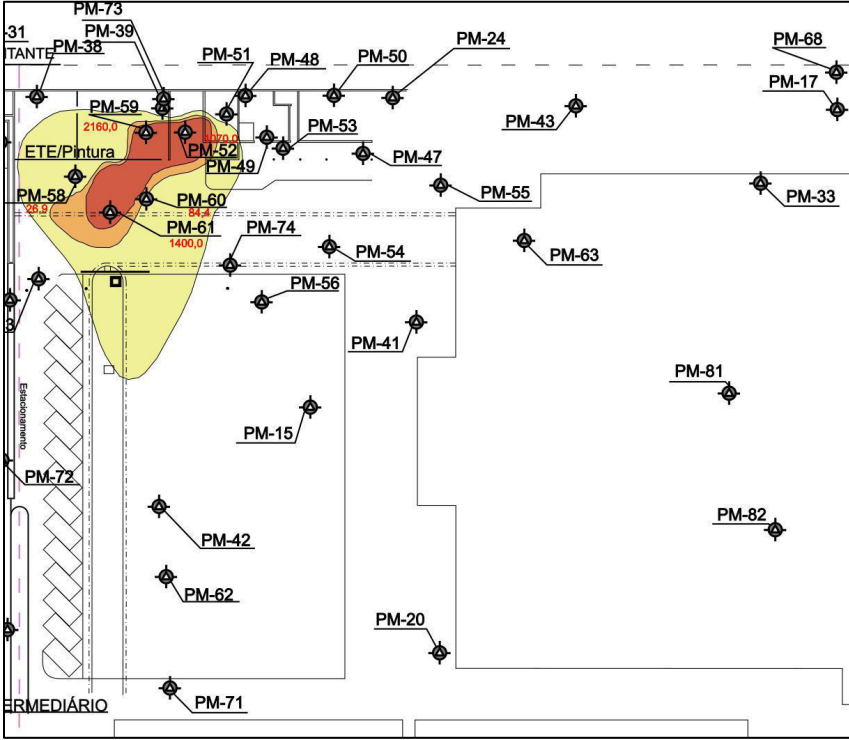 PM-73
-31
PM-39
PM-24
ITANTE
PM-38
PM-51
PM-48
PM-50
PM-68
PM-17
PM-59
PM-43
2160,0
1070,0
PM-52
PM-53
ETE/Pintura
PM-49
PM-47
PM-58
PM-60
PM-55
PM-33
26,9
84,4
PM-61
1400,0
PM-74
PM-54
PM-63
PM-56
3
PM-41
PM-81
Estacionamento
PM-15
PM-72
PM-42
PM-82
PM-62
PM-20
PM-71
ERMEDIÁRIO